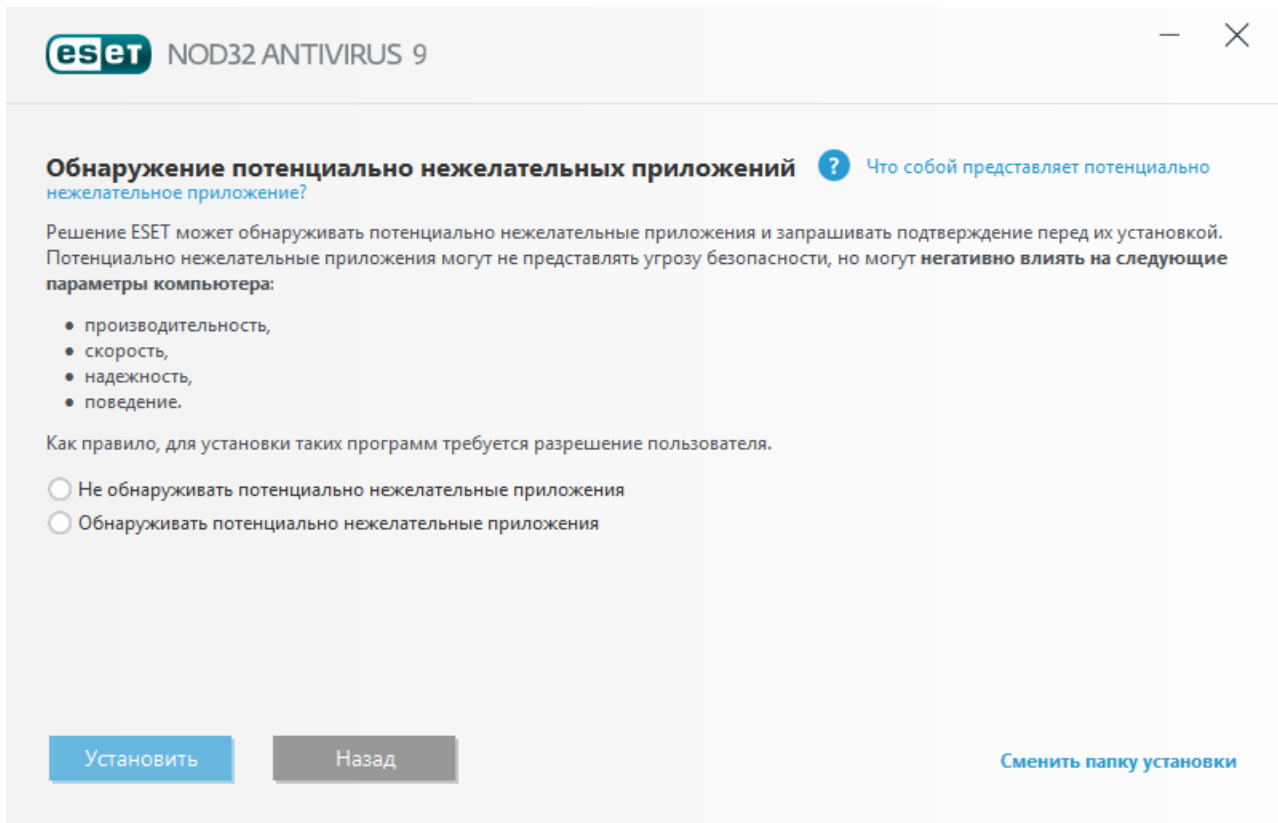 eset NOD32 ANTIVIRUS 9
Обнаружение потенциально нежелательных приложений ? Что собой представляет потенциально
нежелательное приложение?
Решение ESET может обнаруживать потенциально нежелательные приложения и запрашивать подтверждение перед их установкой.
Потенциально нежелательные приложения могут не представлять угрозу безопасности, но могут негативно влиять на следующие
параметры компьютера:
• производительность,
• скорость,
• надежность,
• поведение.
Как правило, для установки таких программ требуется разрешение пользователя.
Не обнаруживать потенциально нежелательные приложения
Обнаруживать потенциально нежелательные приложения
Установить Назад Сменить папку установки